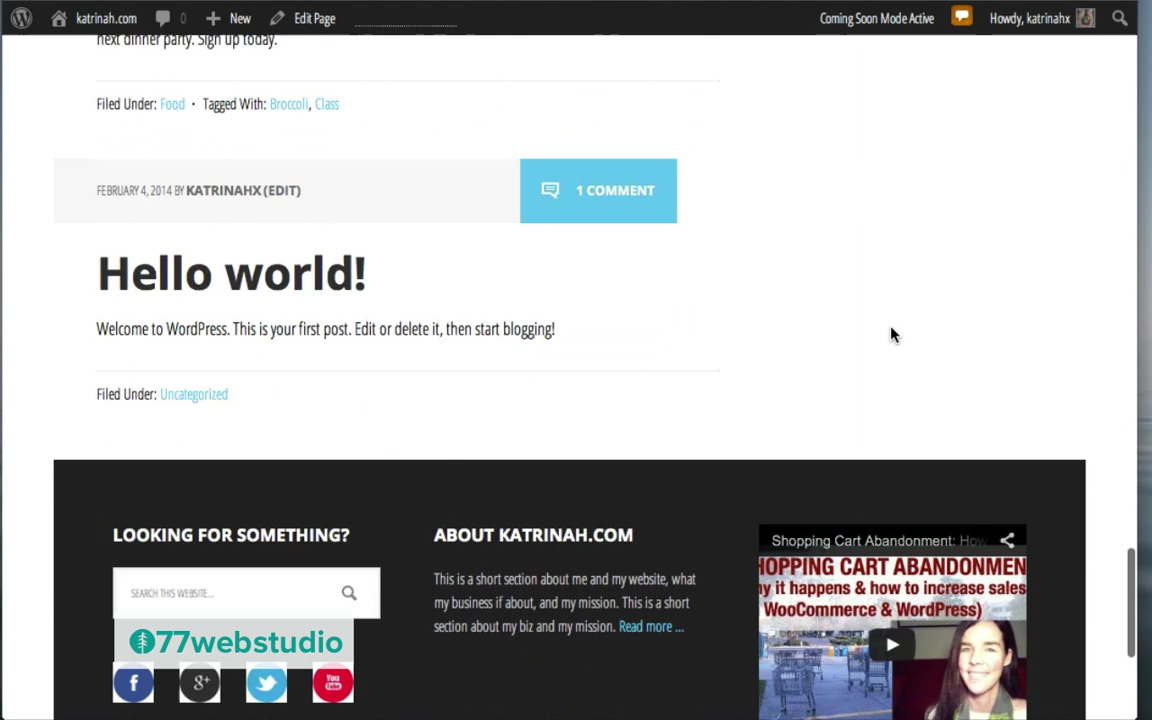 katrinah.com 0 New Edit Page Coming Soon Mode Active Howdy, katrinahx
next dinner party. Sign up today.
Filed Under: Food · Tagged With: Broccoli, Class
FEBRUARY 4, 2014 BY KATRINAHX (EDIT)
1 COMMENT
Hello world!
Welcome to WordPress. This is your first post. Edit or delete it, then start blogging!
Filed Under: Uncategorized
LOOKING FOR SOMETHING?
SEARCH THIS WEBSITE...
77webstudio
f g+ You Tube
ABOUT KATRINAH.COM
This is a short section about me and my website, what
my business if about, and my mission. This is a short
section about my biz and my mission. Read more ...
Shopping Cart Abandonment: How
HOPPING CART ABANDONMEN
y it happens & how to increase sales
WooCommerce & WordPress)